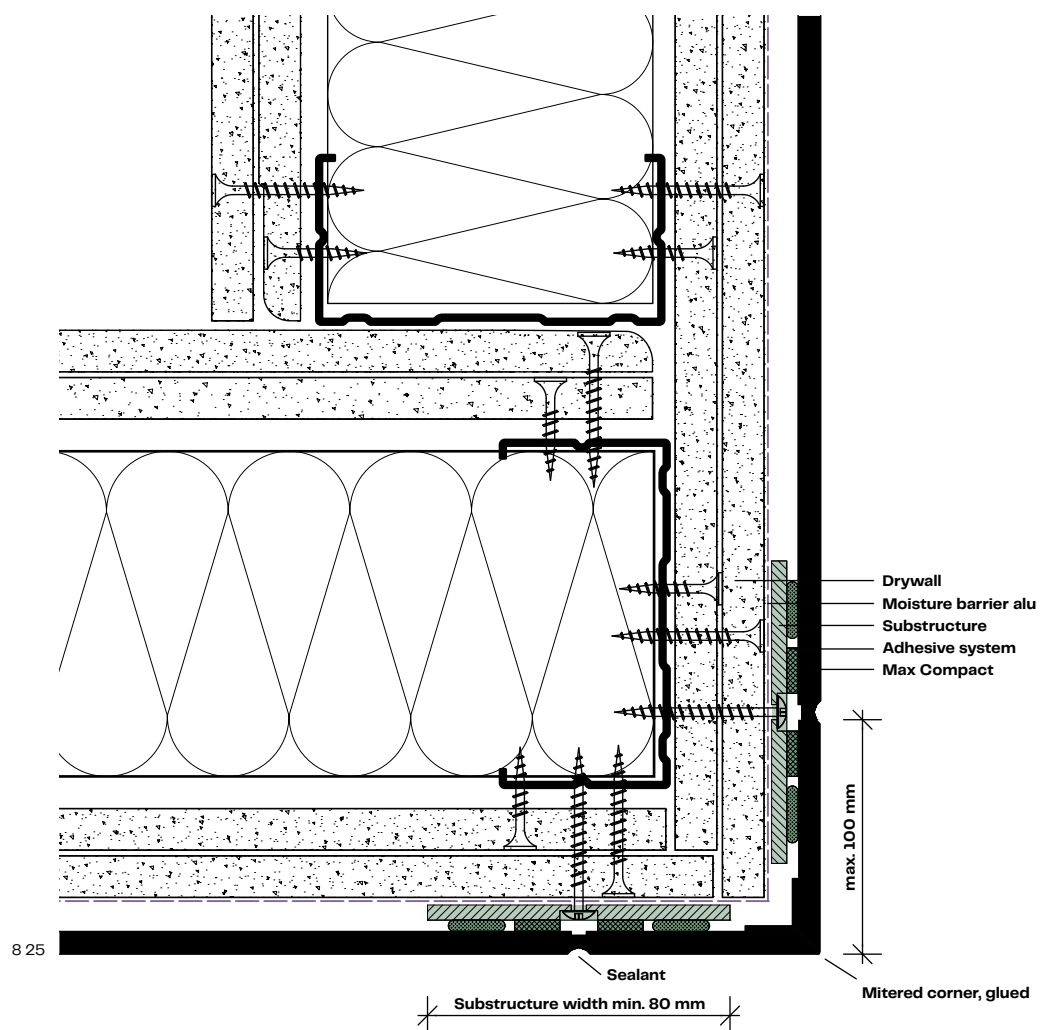 Drywall
Moisture barrier alu
Substructure
Adhesive system
Max Compact
max. 100 mm
8 25
Sealant
Mitered corner, glued
Substructure width min. 80 mm